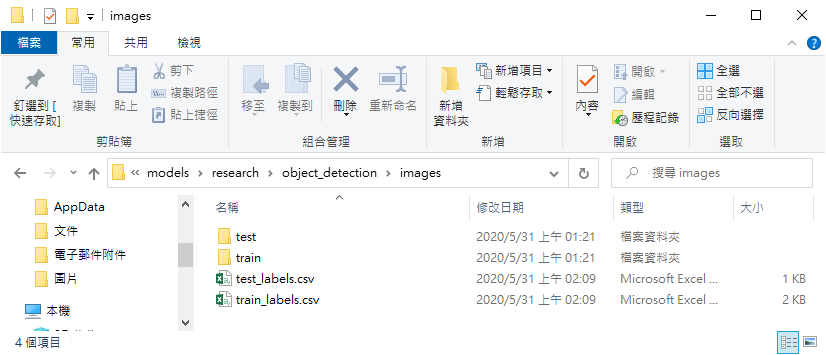 images
檔案 常用 共用 檢視
釘選到 [快速存取] 複製 貼上 剪下 複製路徑 貼上捷徑
移至 複製到 刪除 重新命名
新增資料夾 新增項目 輕鬆存取
內容 開啟 編輯 歷程記錄
全選 全部不選 反向選擇
剪貼簿 組合管理 新增 開啟 選取
« models › research › object_detection › images 搜尋 images
AppData
文件
電子郵件附件
圖片
本機
名稱 修改日期 類型 大小
test 2020/5/31 上午 01:21 檔案資料夾
train 2020/5/31 上午 01:21 檔案資料夾
test_labels.csv 2020/5/31 上午 02:09 Microsoft Excel ... 1 KB
train_labels.csv 2020/5/31 上午 02:09 Microsoft Excel ... 2 KB
4 個項目